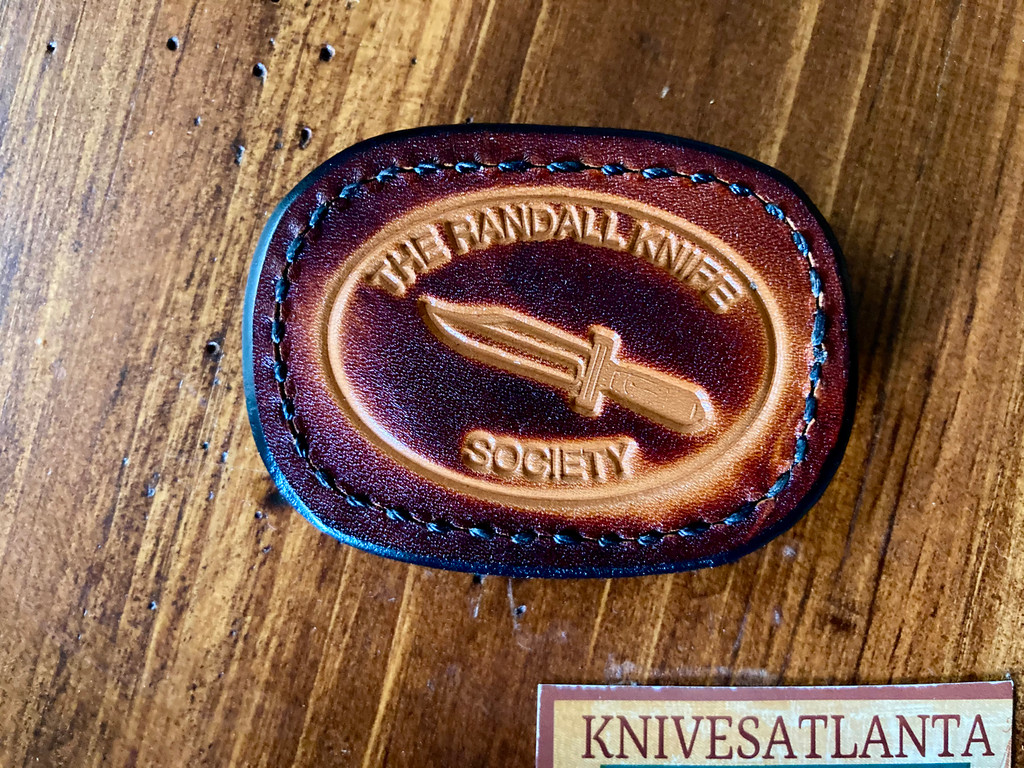 THE RANDALL KNIFE
SOCIETY
KNIVESATLANTA